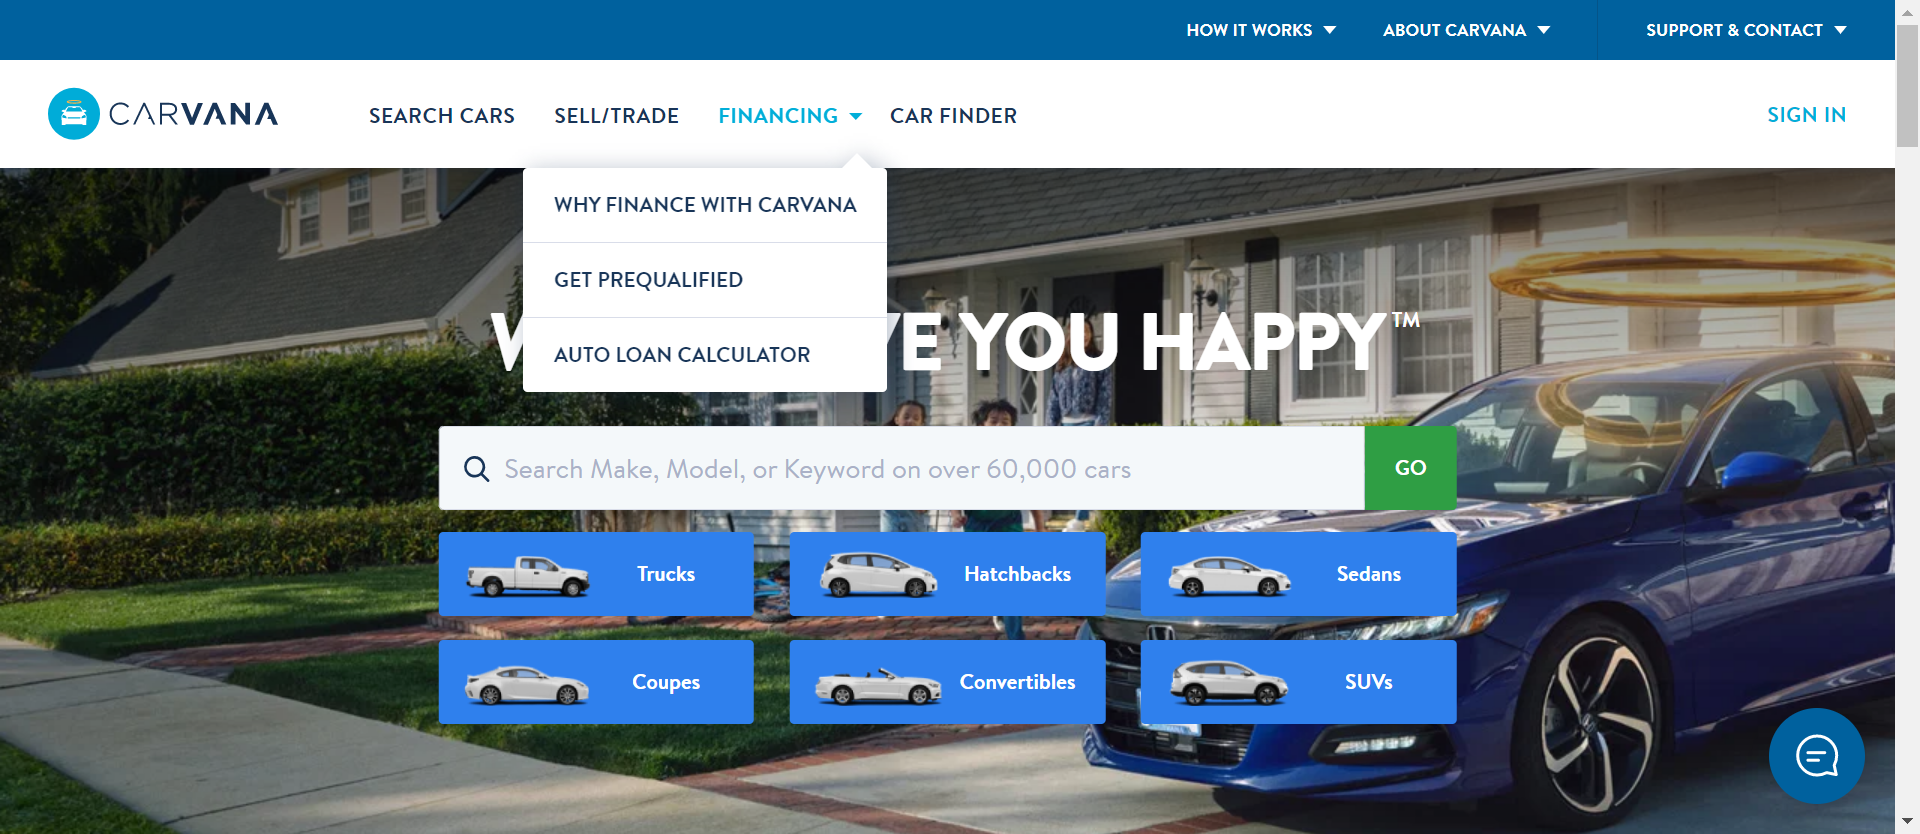 HOW IT WORKS
ABOUT CARVANA
SUPPORT & CONTACT
CARVANA
SEARCH CARS
SELL/TRADE
FINANCING
CAR FINDER
SIGN IN
WHY FINANCE WITH CARVANA
GET PREQUALIFIED
AUTO LOAN CALCULATOR
YOU HAPPY™
Search Make, Model, or Keyword on over 60,000 cars
GO
Trucks
Hatchbacks
Sedans
Coupes
Convertibles
SUVs